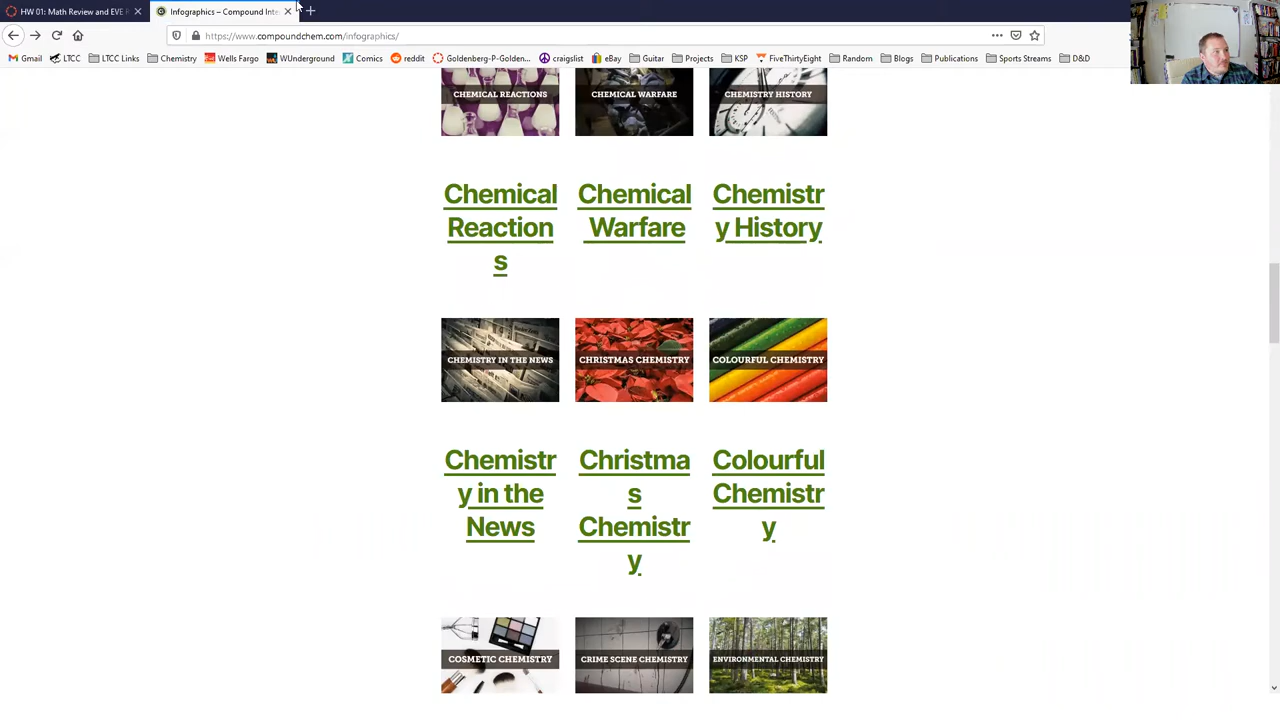 HW 01: Math Review and EVE R
Infographics – Compound Inte
https://www.compoundchem.com/infographics/
Gmail LTCC LTCC Links Chemistry Wells Fargo WUnderground Comics reddit Goldenberg-P-Golden... craigslist eBay Guitar Projects KSP FiveThirtyEight Random Blogs Publications Sports Streams D&D
CHEMICAL REACTIONS CHEMICAL WARFARE CHEMISTRY HISTORY
Chemical Chemical Chemistr
Reaction Warfare y History
s
CHEMISTRY IN THE NEWS CHRISTMAS CHEMISTRY COLOURFUL CHEMISTRY
Chemistr Christma Colourful
y in the s Chemistr
News Chemistr y
y
COSMETIC CHEMISTRY CRIME SCENE CHEMISTRY ENVIRONMENTAL CHEMISTRY